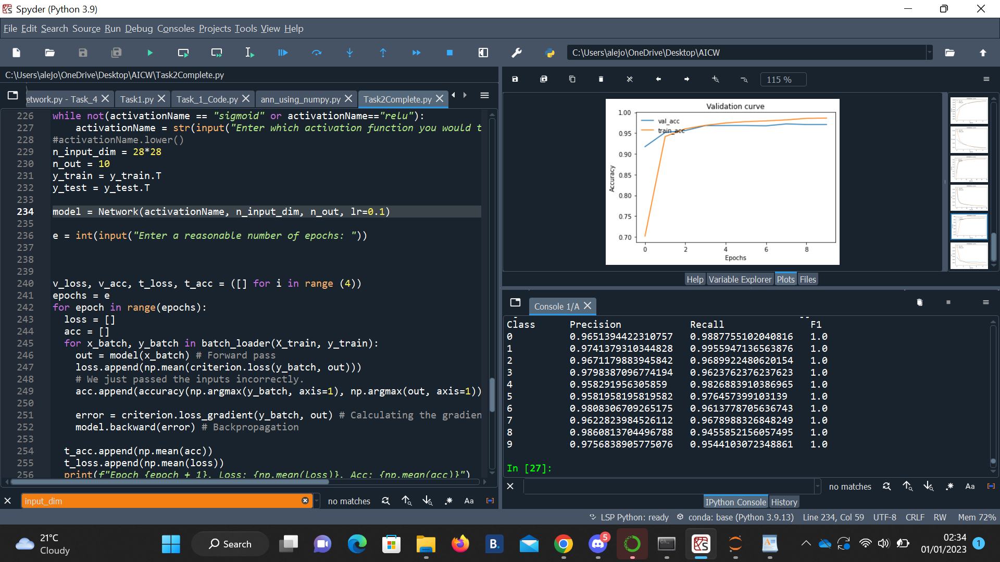 Spyder (Python 3.9)
File Edit Search Source Run Debug Consoles Projects Tools View Help
C:\Users\alejo\OneDrive\Desktop\AICW
C:\Users\alejo\OneDrive\Desktop\AICW\Task2Complete.py
115 %
etwork.py - Task_4 Task1.py Task_1_Code.py ann_using_numpy.py Task2Complete.py
226 while not(activationName == "sigmoid" or activationName=="relu"):
227 activationName = str(input("Enter which activation function you would t
228 #activationName.lower()
229 n_input_dim = 28*28
230 n_out = 10
231 y_train = y_train.T
232 y_test = y_test.T
233
234 model = Network(activationName, n_input_dim, n_out, lr=0.1)
235
236 e = int(input("Enter a reasonable number of epochs: "))
237
238
239
240 v_loss, v_acc, t_loss, t_acc = ([] for i in range (4))
241 epochs = e
242 for epoch in range(epochs):
243 loss = []
244 acc = []
245 for x_batch, y_batch in batch_loader(X_train, y_train):
246 out = model(x_batch) # Forward pass
247 loss.append(np.mean(criterion.loss(y_batch, out)))
248 # We just passed the inputs incorrectly.
249 acc.append(accuracy(np.argmax(y_batch, axis=1), np.argmax(out, axis=1))
250
251 error = criterion.loss_gradient(y_batch, out) # Calculating the gradien
252 model.backward(error) # Backpropagation
253
254 t_acc.append(np.mean(acc))
255 t_loss.append(np.mean(loss))
256 print(f"Epoch {epoch + 1}, Loss: {np.mean(loss)}, Acc: {np.mean(acc)}")
input_dim no matches Aa
Validation curve
val_acc
train_acc
1.00
0.95
0.90
0.85
0.80
0.75
0.70
Accuracy
0 2 4 6 8
Epochs
Help Variable Explorer Plots Files
Console 1/A
Class Precision Recall F1
0 0.9651394422310757 0.9887755102040816 1.0
1 0.9741379310344828 0.9955947136563876 1.0
2 0.9671179883945842 0.9689922480620154 1.0
3 0.9798387096774194 0.9623762376237623 1.0
4 0.958291956305859 0.9826883910386965 1.0
5 0.9581958195819582 0.976457399103139 1.0
6 0.9808306709265175 0.9613778705636743 1.0
7 0.9622823984526112 0.9678988326848249 1.0
8 0.9860813704496788 0.9455852156057495 1.0
9 0.9756838905775076 0.9544103072348861 1.0
In [27]:
no matches Aa
IPython Console History
LSP Python: ready conda: base (Python 3.9.13) Line 234, Col 59 UTF-8 CRLF RW Mem 72%
21°C
Cloudy
Search
B.
5
02:34
01/01/2023
1